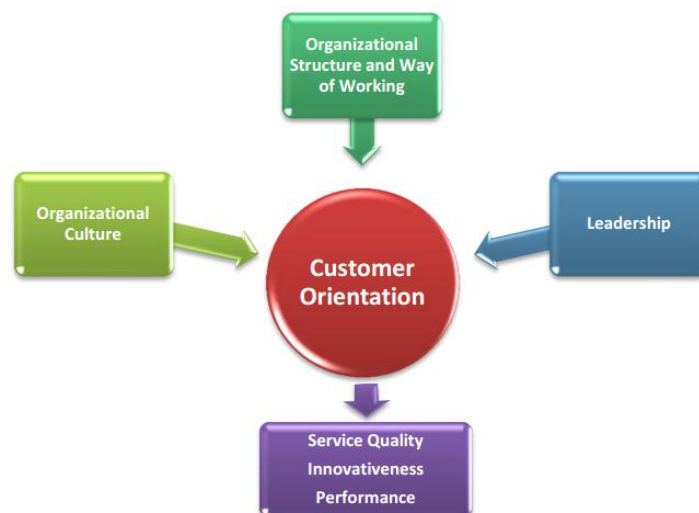 Organizational
Structure and Way
of Working
Organizational
Culture
Leadership
Customer
Orientation
Service Quality
Innovativeness
Performance